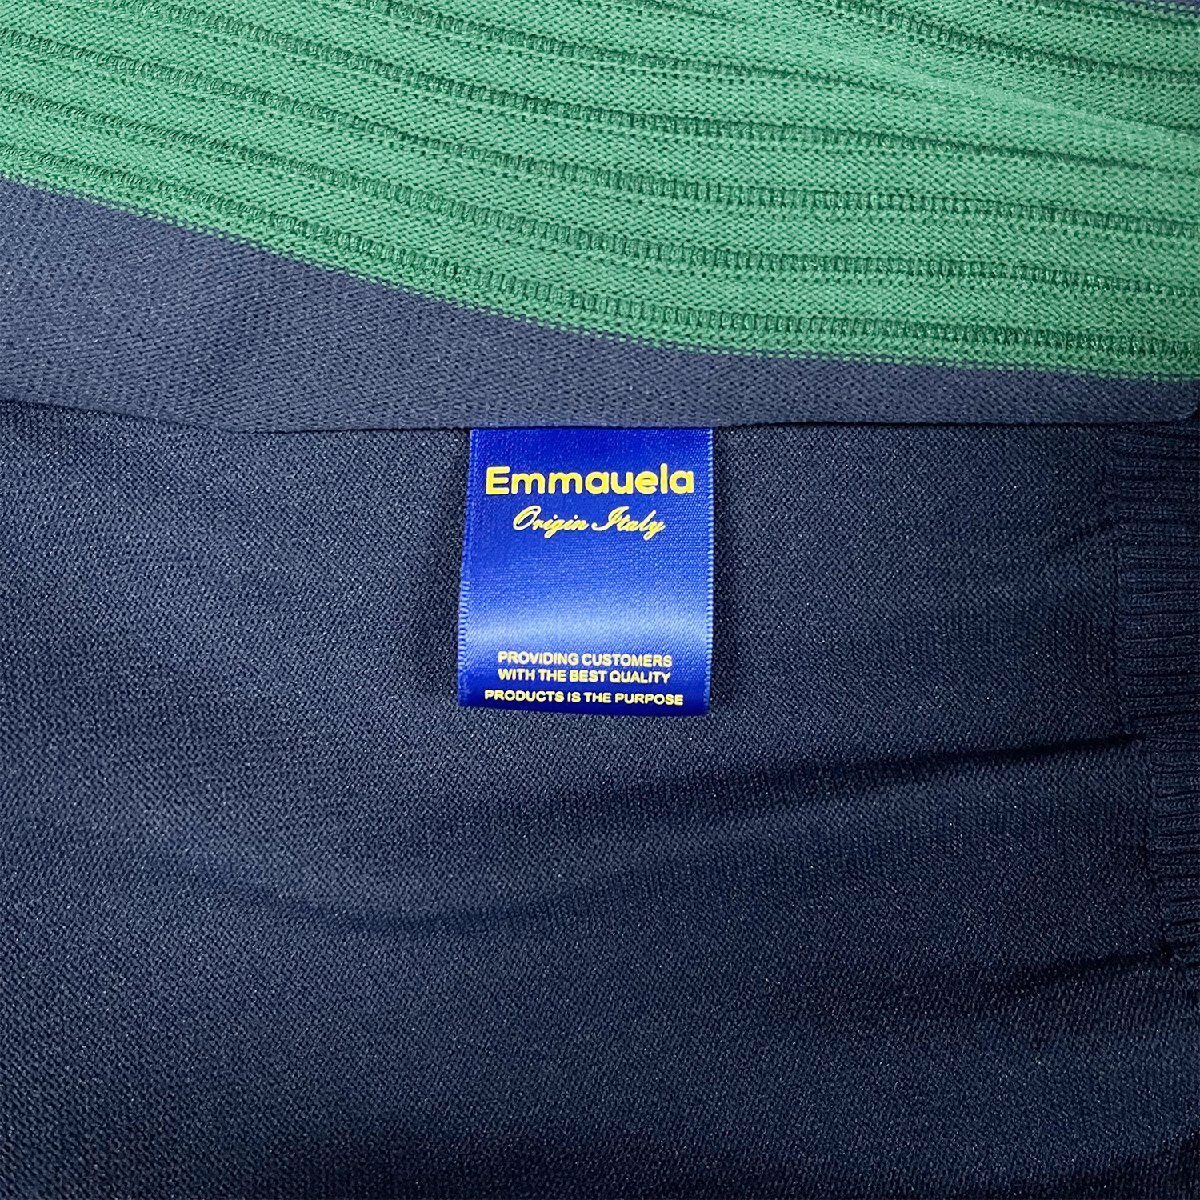 Emmauela
Origin Italy
PROVIDING CUSTOMERS
WITH THE BEST QUALITY
PRODUCTS IS THE PURPOSE